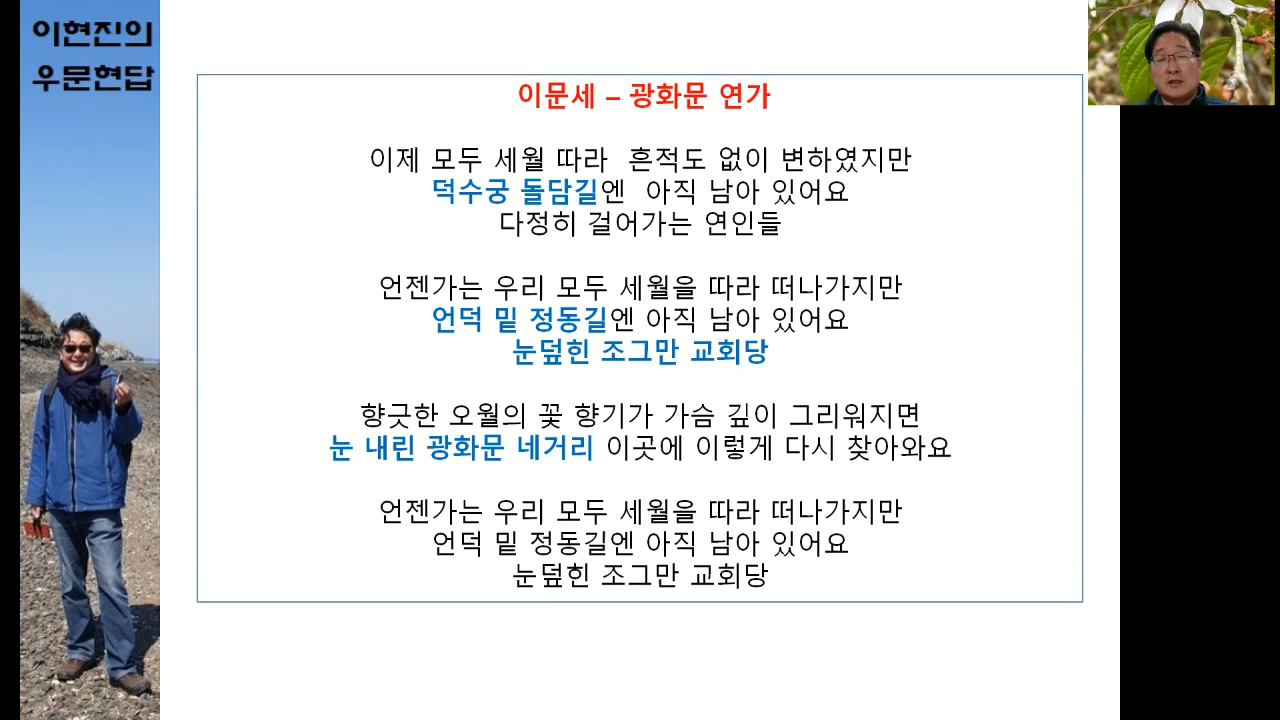 이현진의
우문현답
이문세 – 광화문 연가
이제 모두 세월 따라  흔적도 없이 변하였지만
덕수궁 돌담길엔  아직 남아 있어요
다정히 걸어가는 연인들
언젠가는 우리 모두 세월을 따라 떠나가지만
언덕 밑 정동길엔 아직 남아 있어요
눈덮힌 조그만 교회당
향긋한 오월의 꽃 향기가 가슴 깊이 그리워지면
눈 내린 광화문 네거리 이곳에 이렇게 다시 찾아와요
언젠가는 우리 모두 세월을 따라 떠나가지만
언덕 밑 정동길엔 아직 남아 있어요
눈덮힌 조그만 교회당